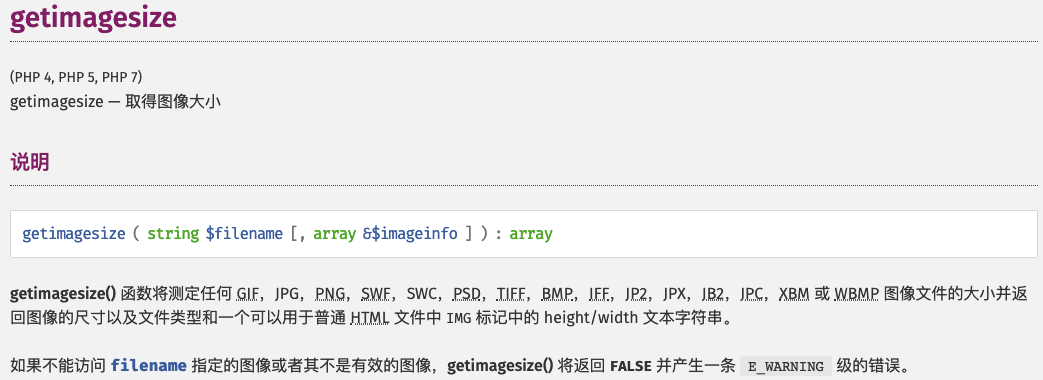 getimagesize
(PHP 4, PHP 5, PHP 7)
getimagesize — 取得图像大小
说明
getimagesize ( string $filename [, array &$imageinfo ] ) : array
getimagesize() 函数将测定任何 GIF，JPG，PNG，SWF，SWC，PSD，TIFF，BMP，IFF，JP2，JPX，JB2，JPC，XBM 或 WBMP 图像文件的大小并返
回图像的尺寸以及文件类型和一个可以用于普通 HTML 文件中 IMG 标记中的 height/width 文本字符串。
如果不能访问 filename 指定的图像或者其不是有效的图像，getimagesize() 将返回 FALSE 并产生一条 E_WARNING 级的错误。